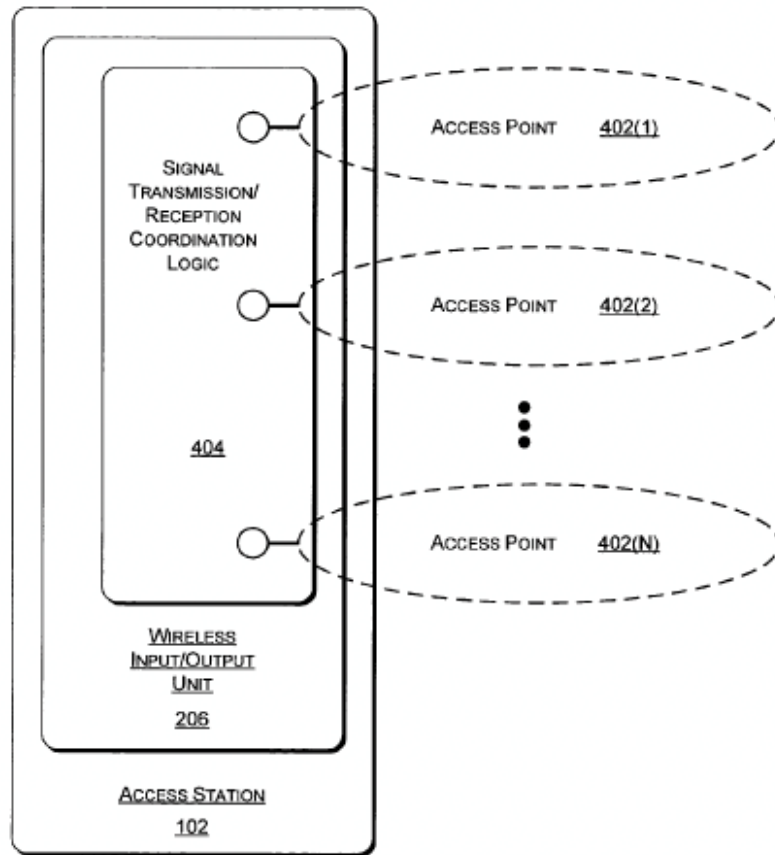 SIGNAL
TRANSMISSION/
RECEPTION
COORDINATION
LOGIC
404
ACCESS POINT 402(1)
ACCESS POINT 402(2)
ACCESS POINT 402(N)
WIRELESS
INPUT/OUTPUT
UNIT
206
ACCESS STATION
102